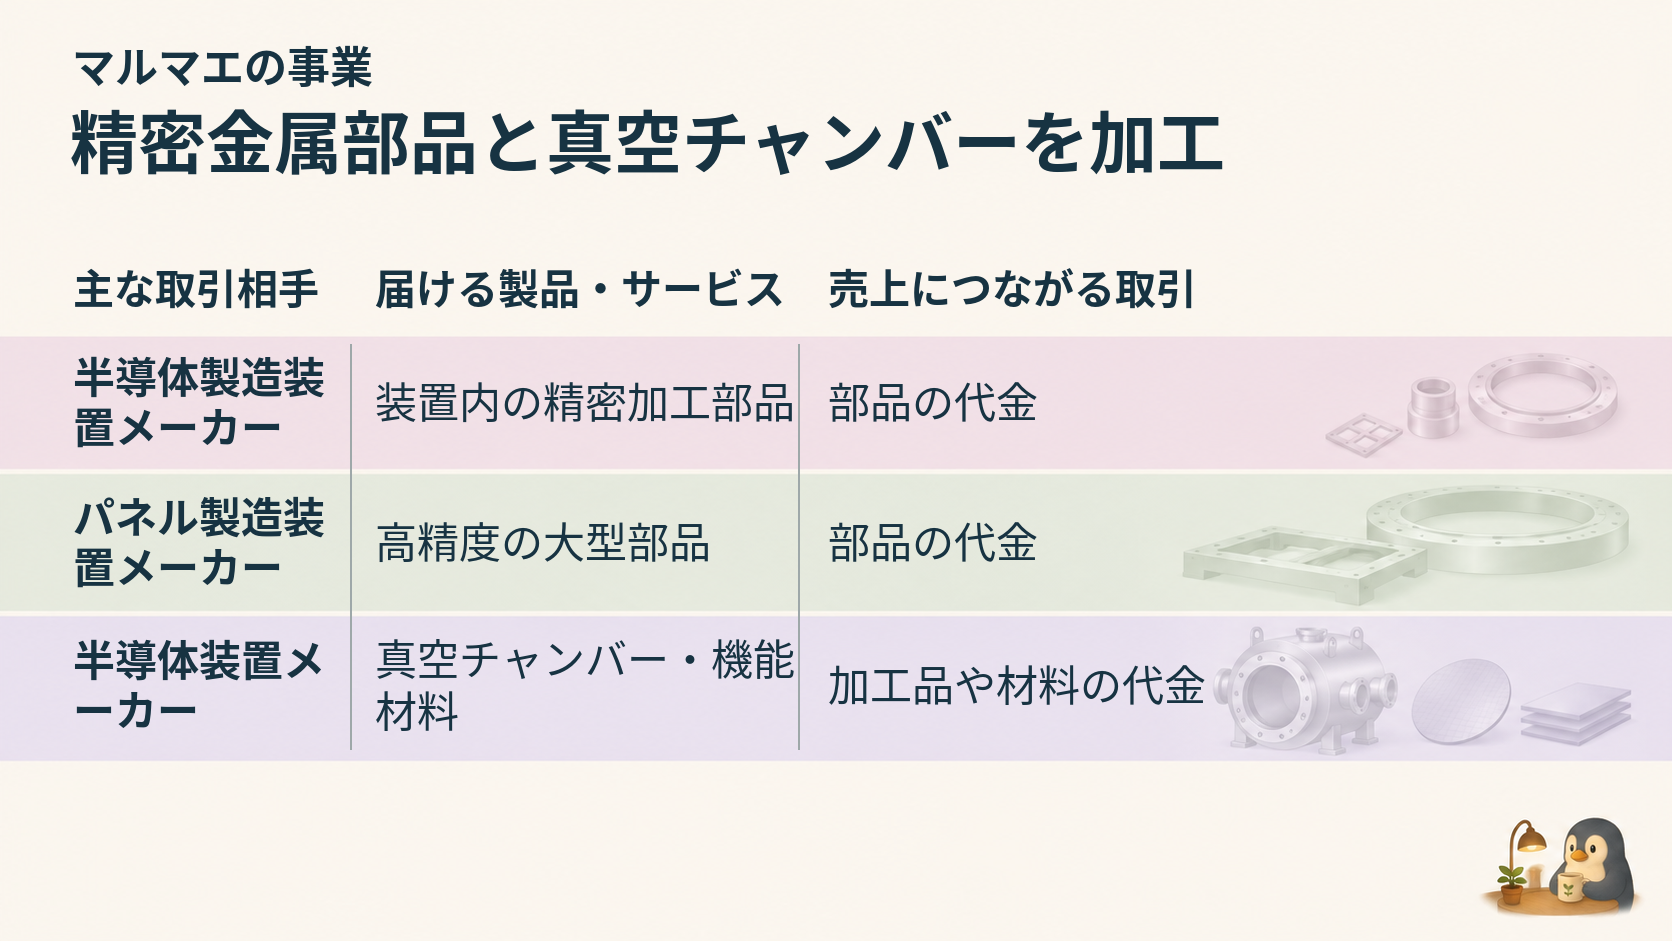 マルマエの事業
精密金属部品と真空チャンバーを加工
主な取引相手
届ける製品・サービス
売上につながる取引
半導体製造装
置メーカー
装置内の精密加工部品
部品の代金
パネル製造装
置メーカー
高精度の大型部品
部品の代金
半導体装置メ
ーカー
真空チャンバー・機能
材料
加工品や材料の代金